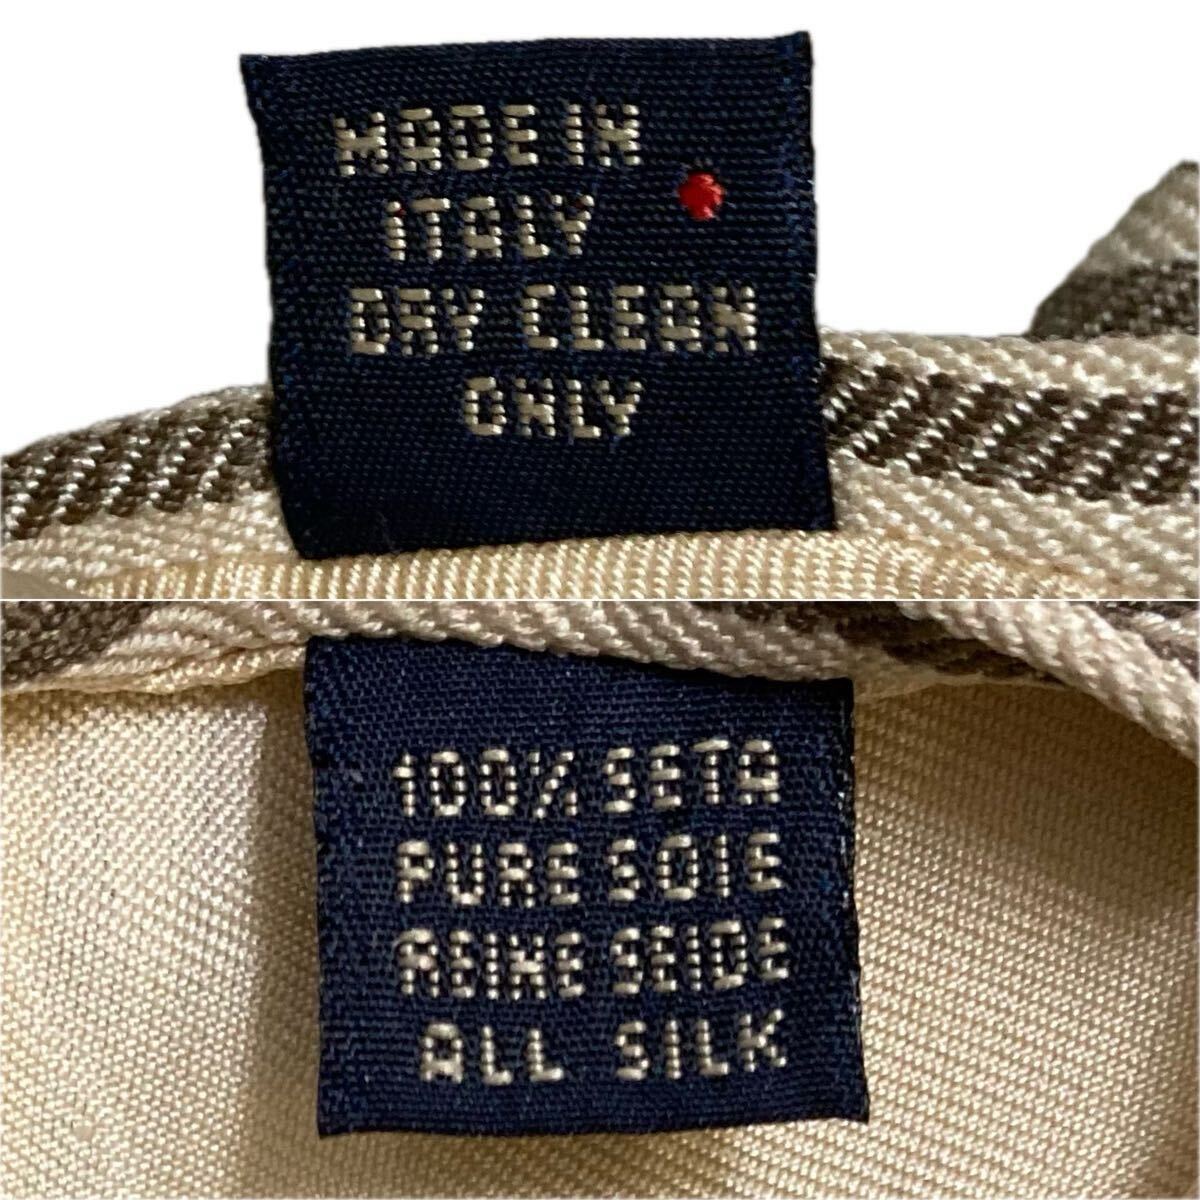 MADE IN
ITALY
DRY CLEAN
ONLY
100% SETA
PURE SOIE
REINE SEIDE
ALL SILK